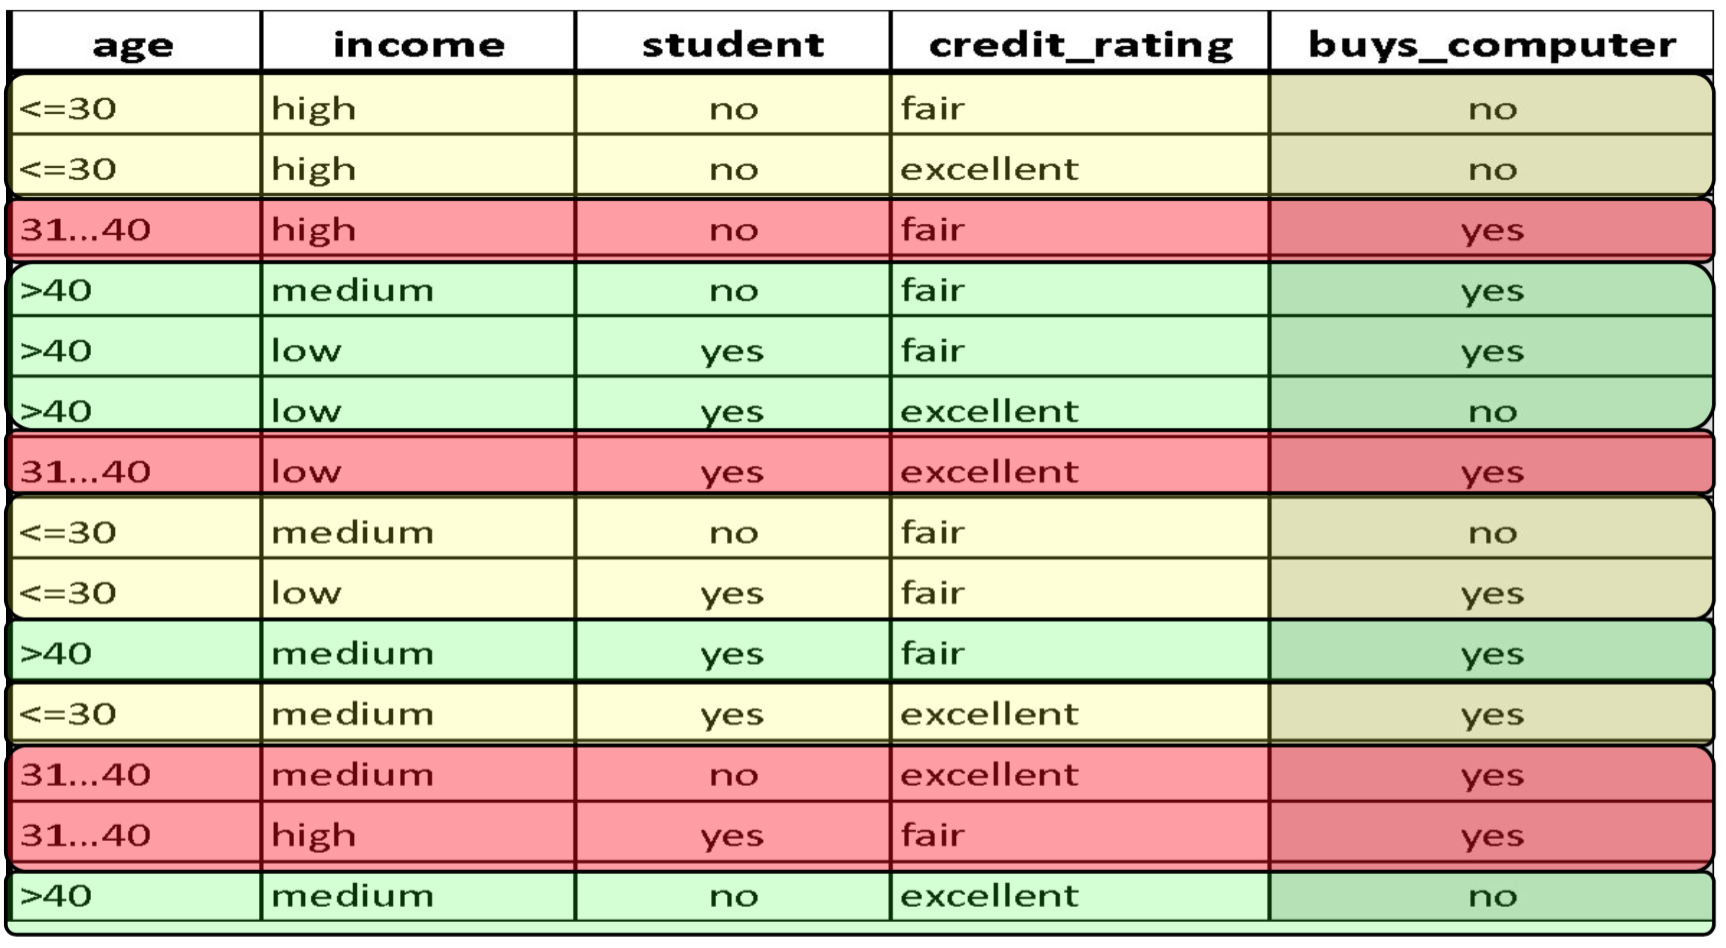 age income student credit_rating buys_computer
<=30 high no fair no
<=30 high no excellent no
31...40 high no fair yes
>40 medium no fair yes
>40 low yes fair yes
>40 low yes excellent no
31...40 low yes excellent yes
<=30 medium no fair no
<=30 low yes fair yes
>40 medium yes fair yes
<=30 medium yes excellent yes
31...40 medium no excellent yes
31...40 high yes fair yes
>40 medium no excellent no